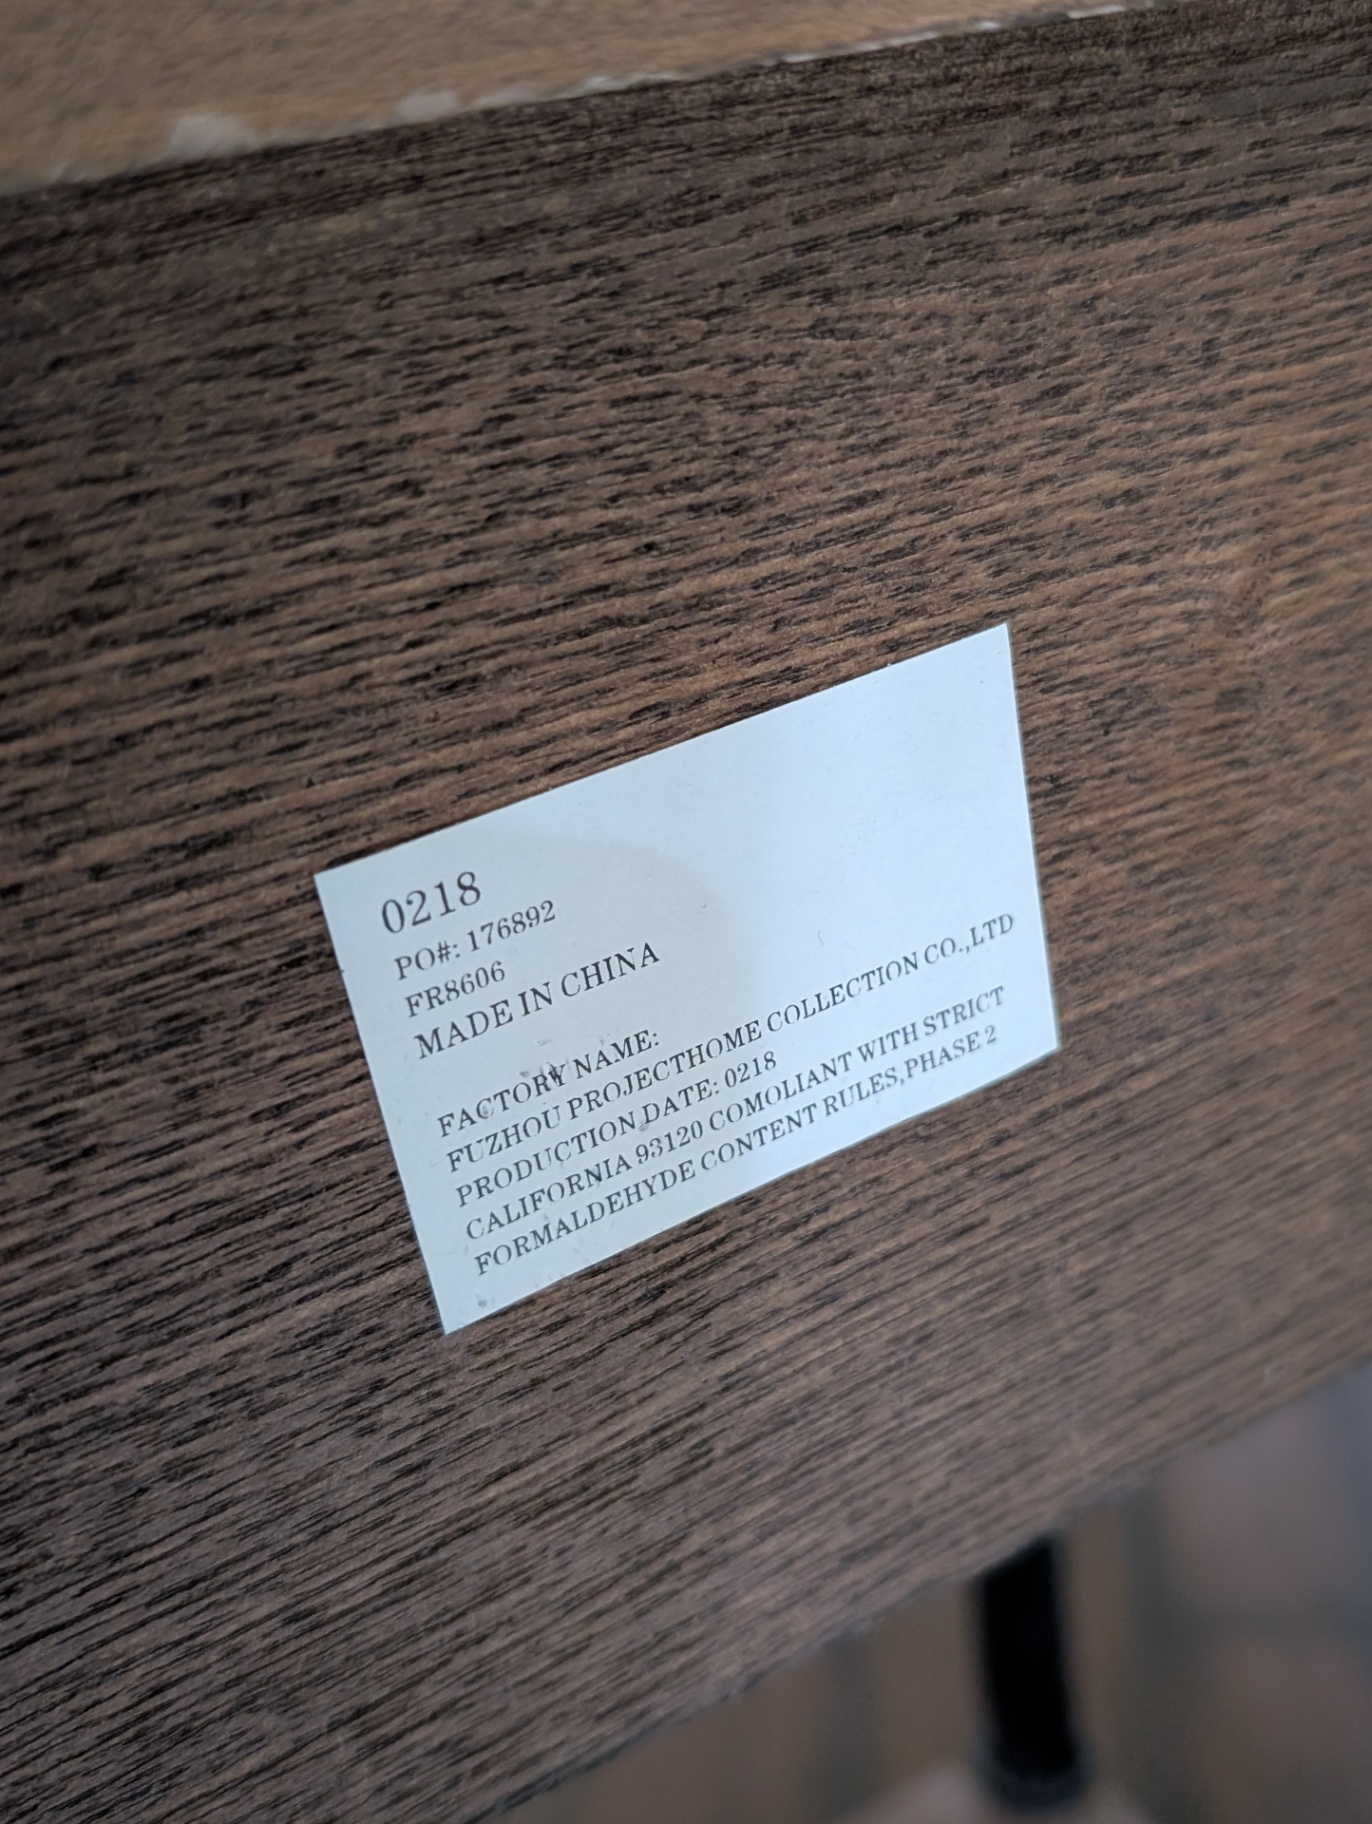 0218
PO#: 176892
FR8606
MADE IN CHINA
FACTORY NAME:
FUZHOU PROJECTHOME COLLECTION CO.,LTD
PRODUCTION DATE: 0218
CALIFORNIA 93120 COMOLIANT WITH STRICT
FORMALDEHYDE CONTENT RULES,PHASE 2